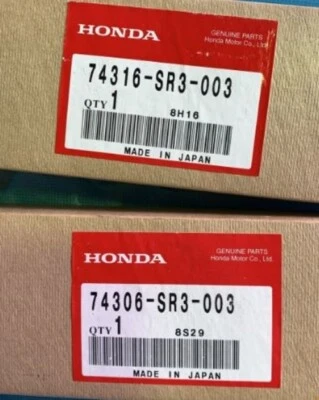 HONDA
GENUINE PARTS
Honda Motor Co., Ltd.
74316-SR3-003
QTY 1
8H16
MADE IN JAPAN
HONDA
GENUINE PARTS
Honda Motor Co., Ltd.
74306-SR3-003
QTY 1
8S29
MADE IN JAPAN